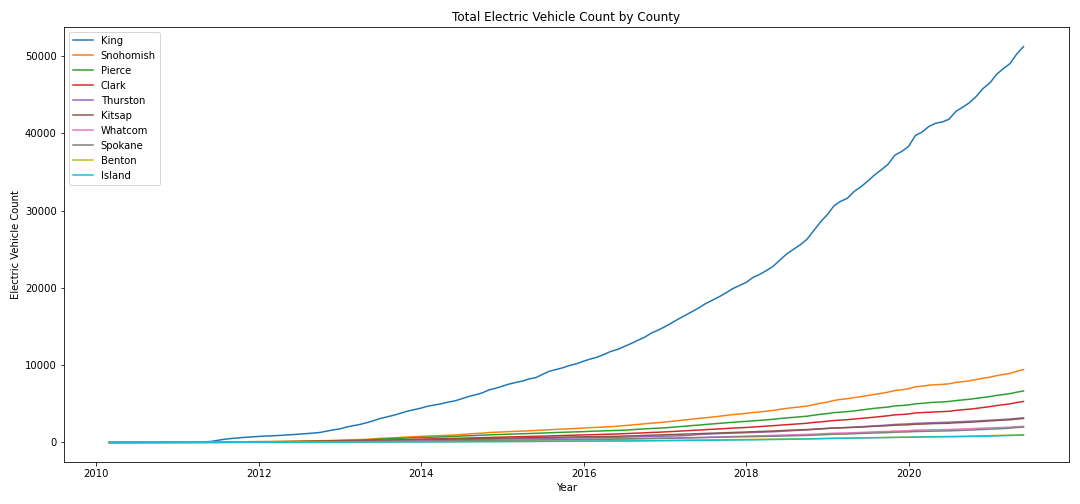 Total Electric Vehicle Count by County
King
Snohomish
Pierce
Clark
Thurston
Kitsap
Whatcom
Spokane
Benton
Island
Electric Vehicle Count
50000
40000
30000
20000
10000
0
2010 2012 2014 2016 2018 2020
Year